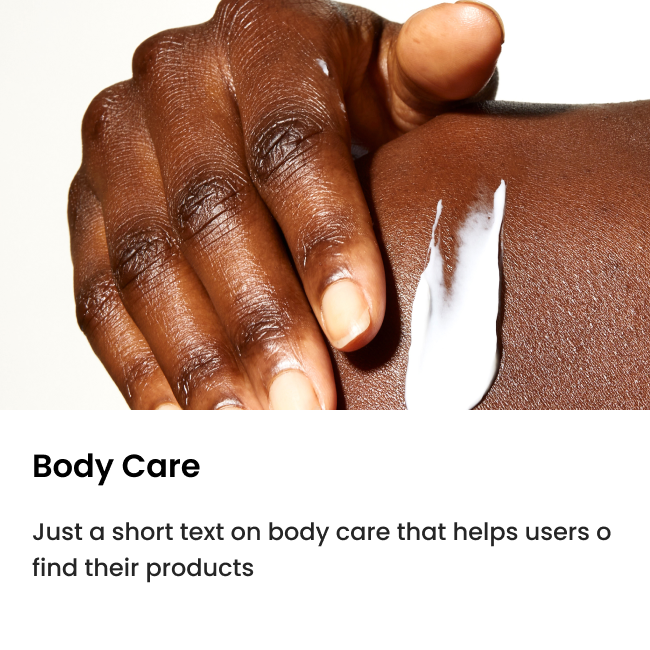 Body Care
Just a short text on body care that helps users o
find their products